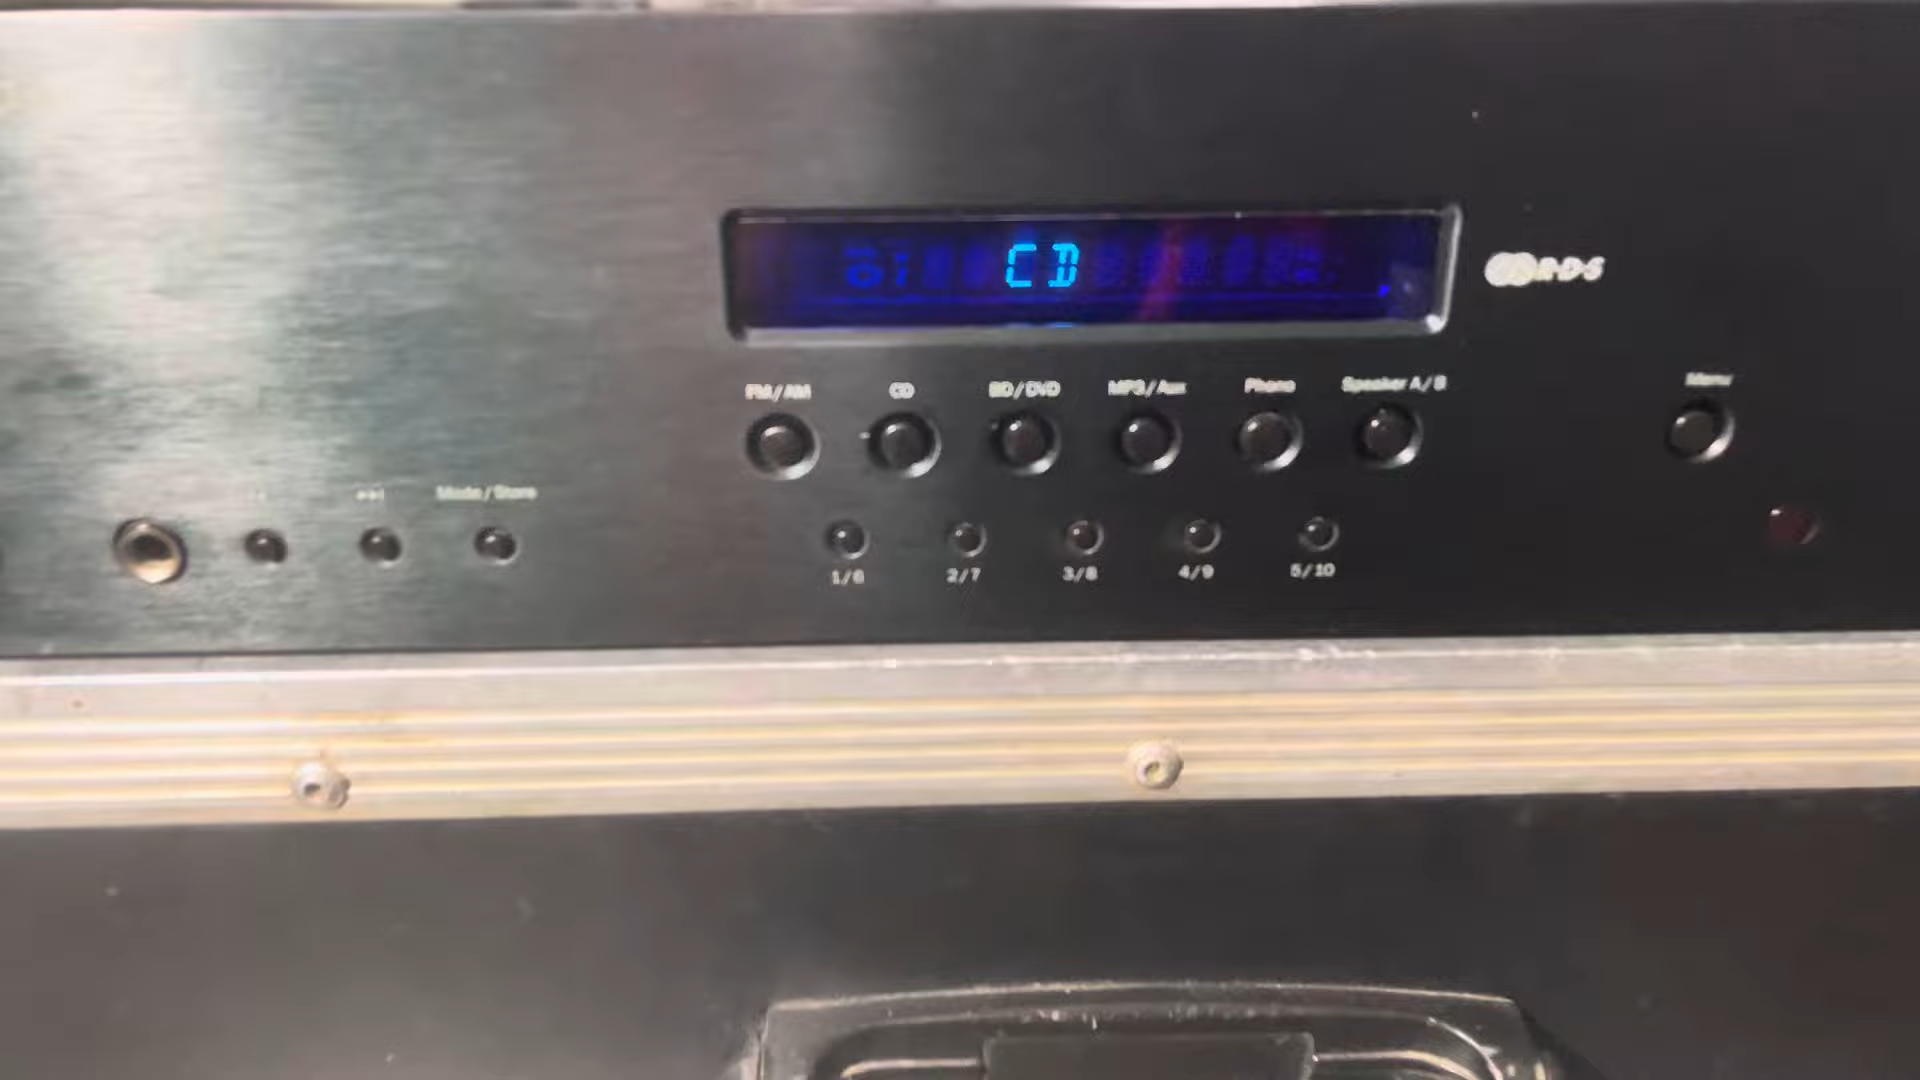 CD
RDS
FM/AM
CD
BD/DVD
MP3/Aux
Phono
Speaker A/B
Menu
Mode/Store
1/6
2/7
3/8
4/9
5/10